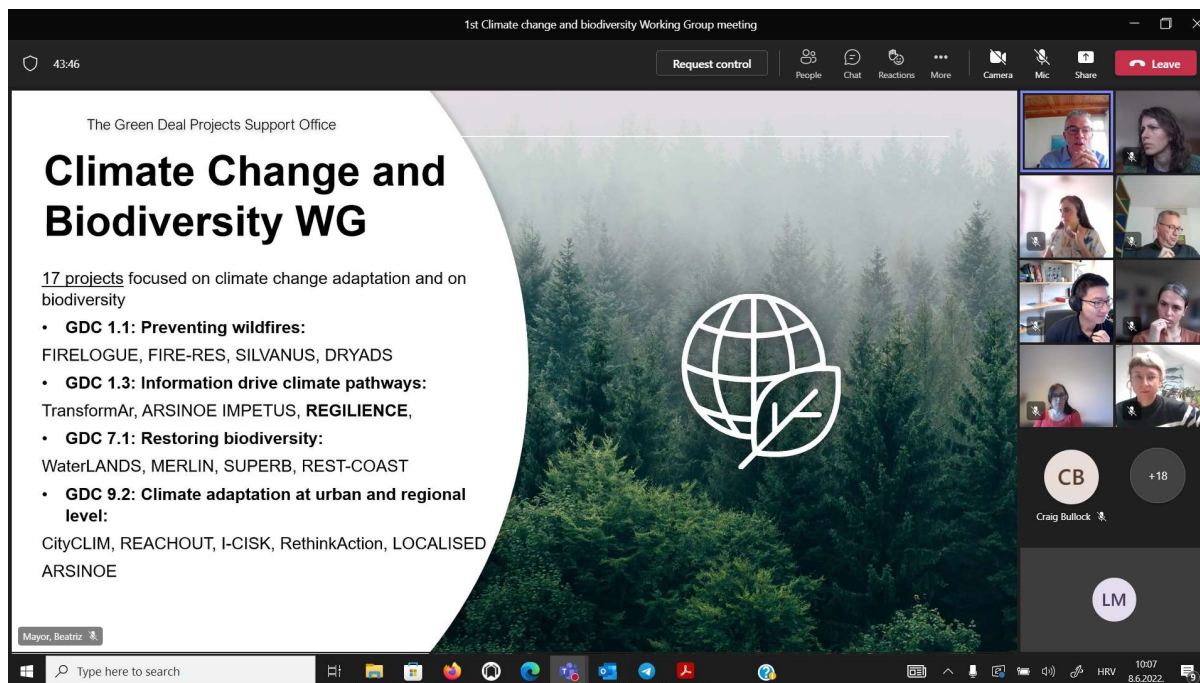 1st Climate change and biodiversity Working Group meeting
43:46
Request control
People
Chat
Reactions
More
Camera
Mic
Share
Leave
The Green Deal Projects Support Office
Climate Change and
Biodiversity WG
17 projects focused on climate change adaptation and on
biodiversity
• GDC 1.1: Preventing wildfires:
FIRELOGUE, FIRE-RES, SILVANUS, DRYADS
• GDC 1.3: Information drive climate pathways:
TransformAr, ARSINOE IMPETUS, REGILIENCE,
• GDC 7.1: Restoring biodiversity:
WaterLANDS, MERLIN, SUPERB, REST-COAST
• GDC 9.2: Climate adaptation at urban and regional
level:
CityCLIM, REACHOUT, I-CISK, RethinkAction, LOCALISED
ARSINOE
Mayor, Beatriz
CB
+18
Craig Bullock
LM
Type here to search
HRV
10:07
8.6.2022.
9